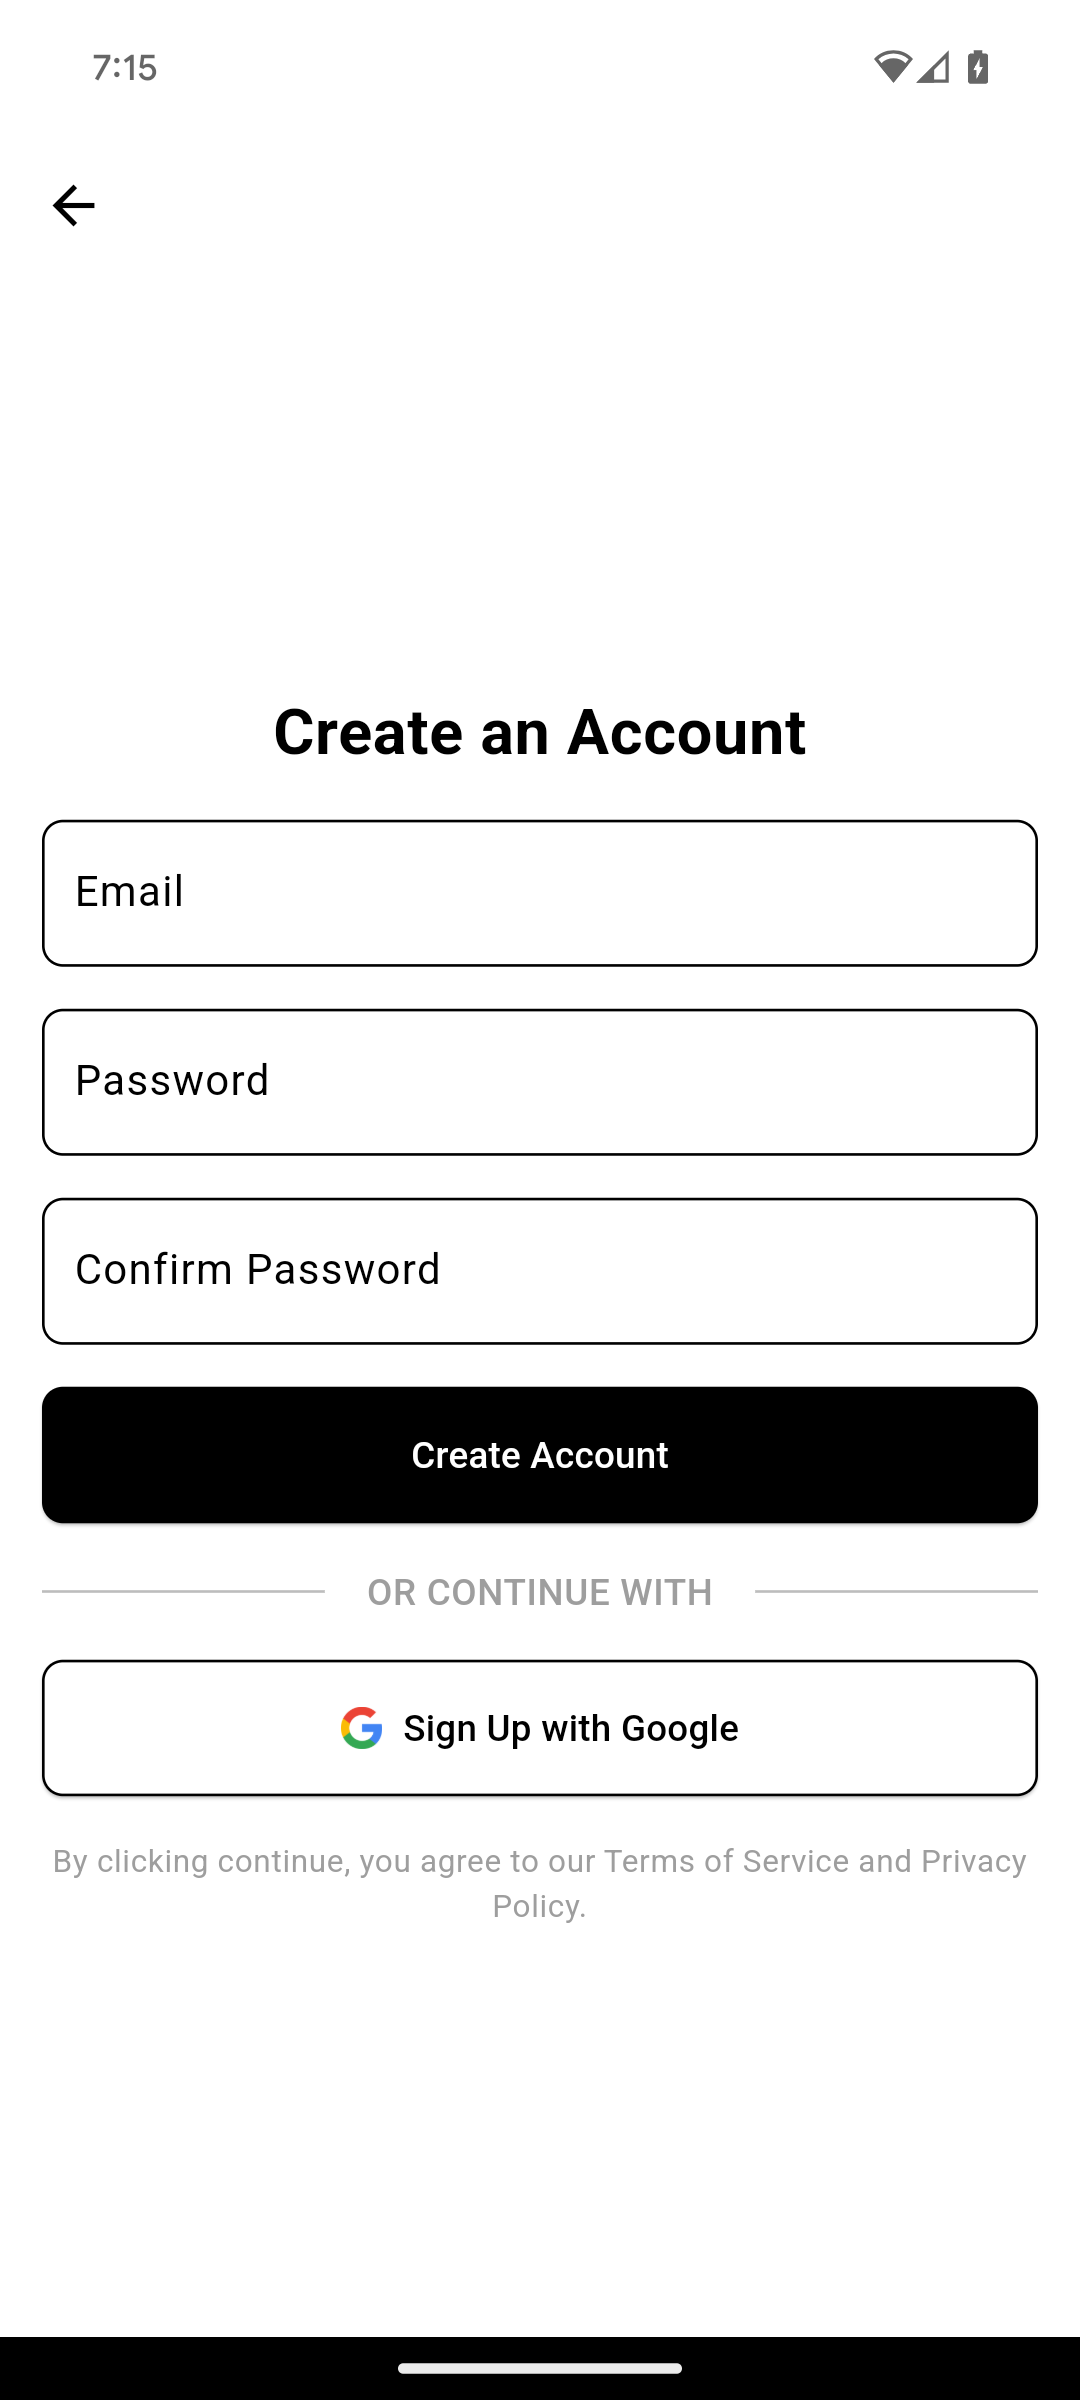 7:15
Create an Account
Email
Password
Confirm Password
Create Account
OR CONTINUE WITH
Sign Up with Google
By clicking continue, you agree to our Terms of Service and Privacy
Policy.